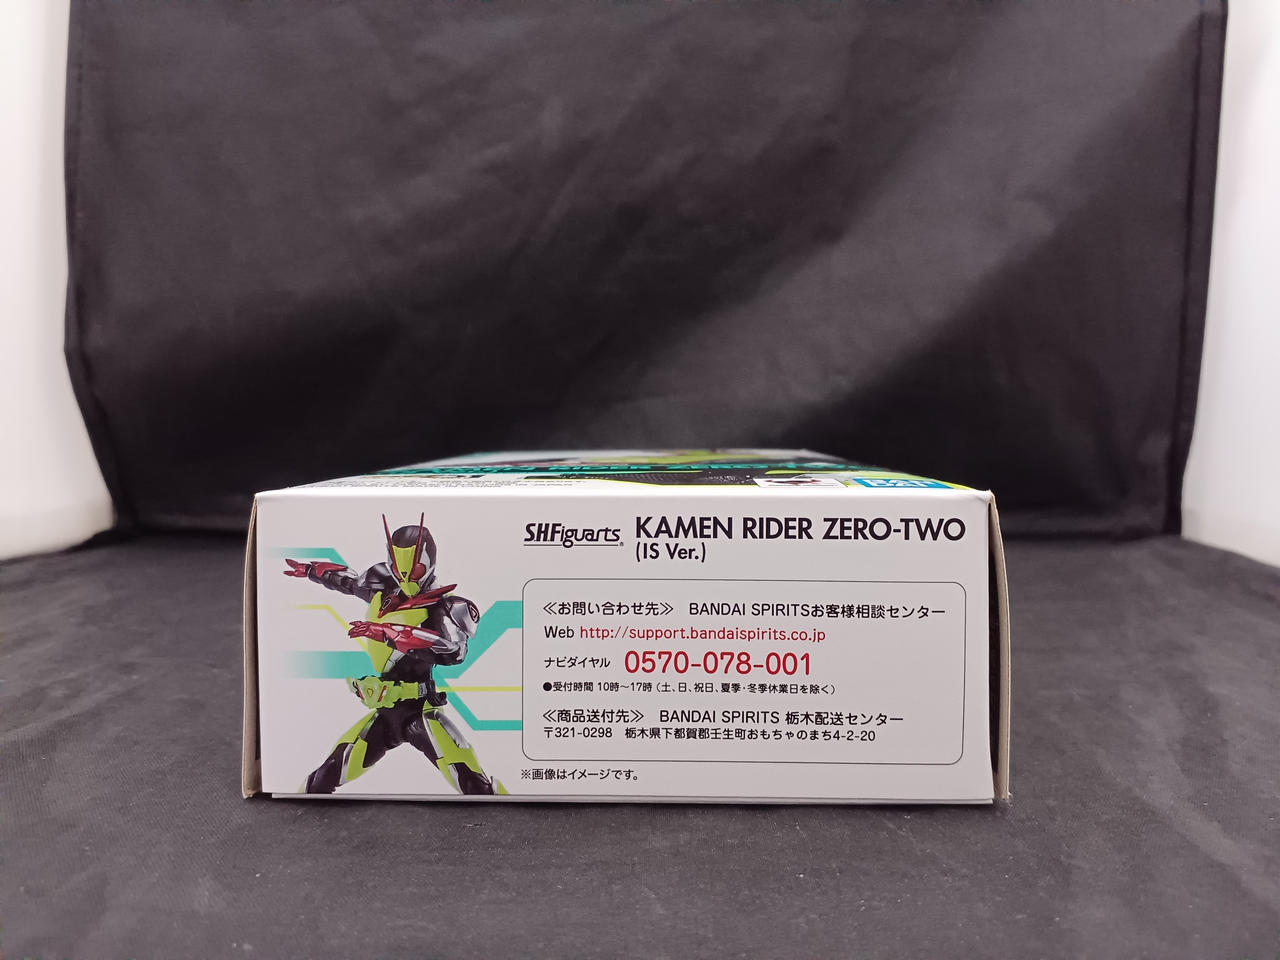 RIDER ZERO-TWO
S.H.Figuarts KAMEN RIDER ZERO-TWO
(IS Ver.)
≪お問い合わせ先≫ BANDAI SPIRITSお客様相談センター
Web http://support.bandaispirits.co.jp
ナビダイヤル 0570-078-001
●受付時間 10時～17時（土、日、祝日、夏季・冬季休業日を除く）
≪商品送付先≫ BANDAI SPIRITS 栃木配送センター
〒321-0298 栃木県下都賀郡壬生町おもちゃのまち4-2-20
※画像はイメージです。